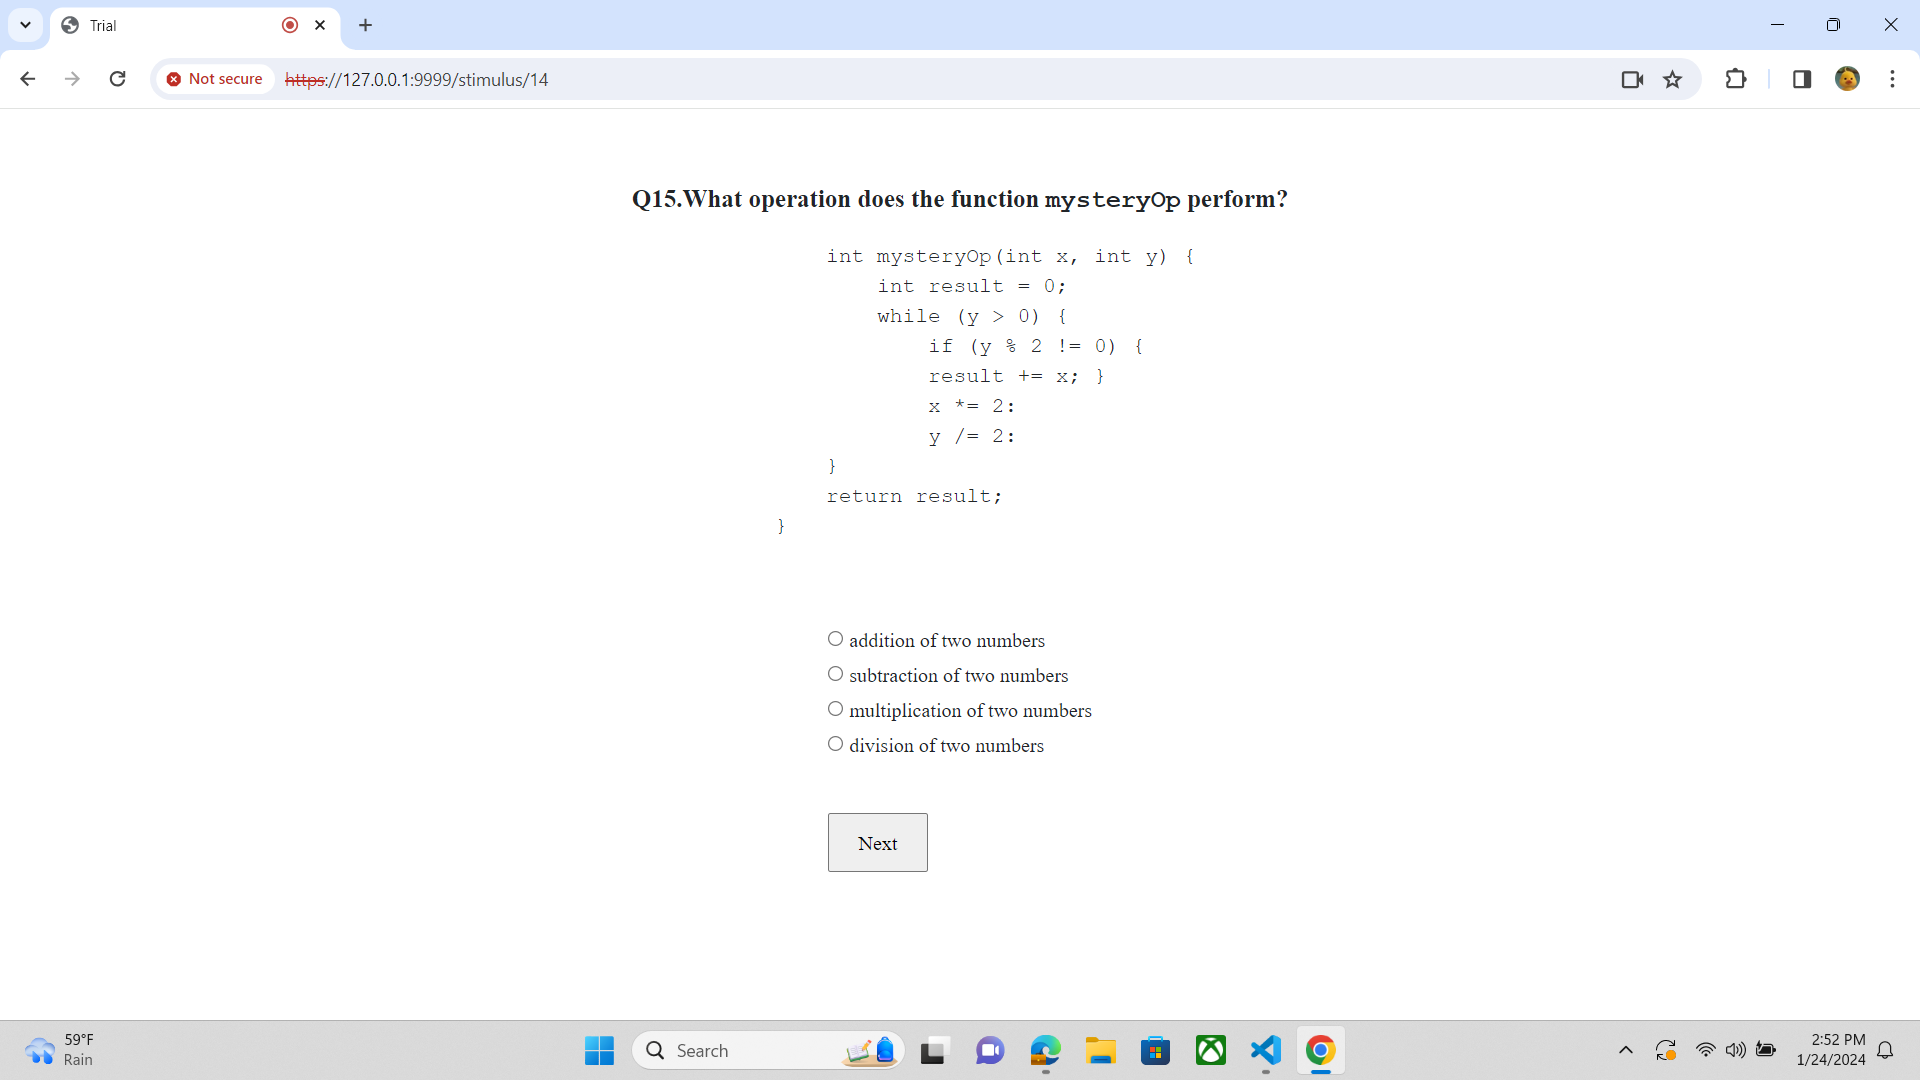 Trial
Not secure https://127.0.0.1:9999/stimulus/14
Q15.What operation does the function mysteryOp perform?
int mysteryOp(int x, int y) {
int result = 0;
while (y > 0) {
if (y % 2 != 0) {
result += x; }
x *= 2:
y /= 2:
}
return result;
}
addition of two numbers
subtraction of two numbers
multiplication of two numbers
division of two numbers
Next
59°F
Rain
Search
2:52 PM
1/24/2024